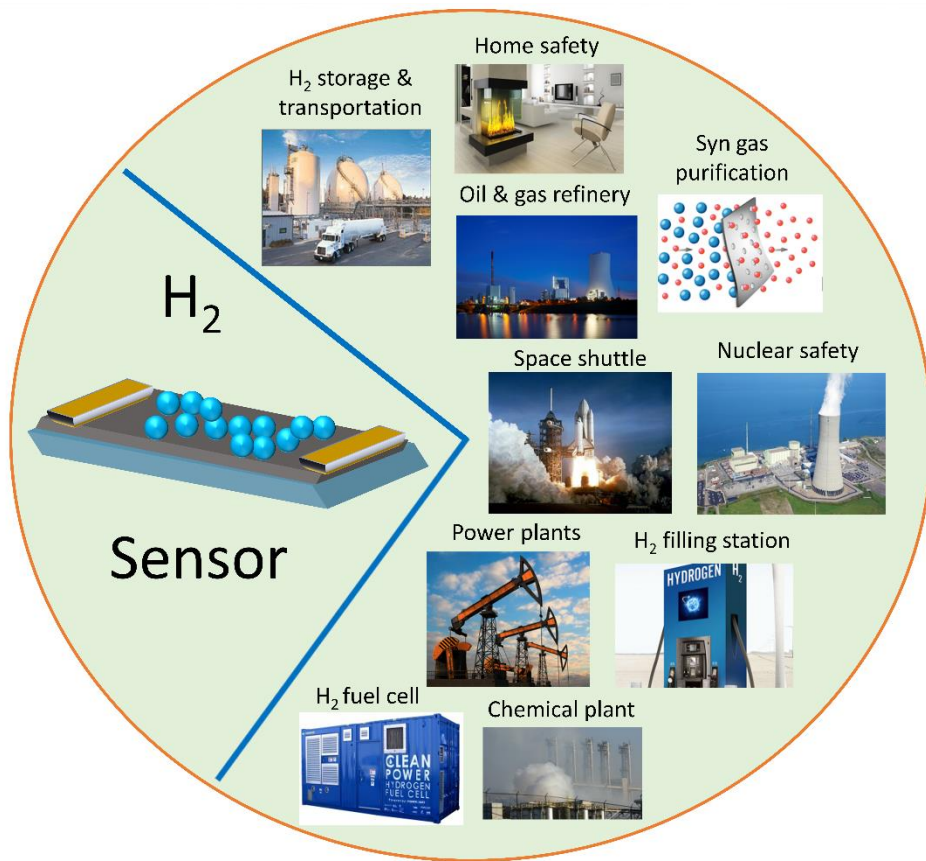 Home safety
H₂ storage &
transportation
Syn gas
purification
Oil & gas refinery
H₂
Space shuttle
Nuclear safety
Sensor
Power plants
H₂ filling station
HYDROGEN H₂
H₂ fuel cell
Chemical plant
CLEAN
POWER
HYDROGEN
FUEL CELL